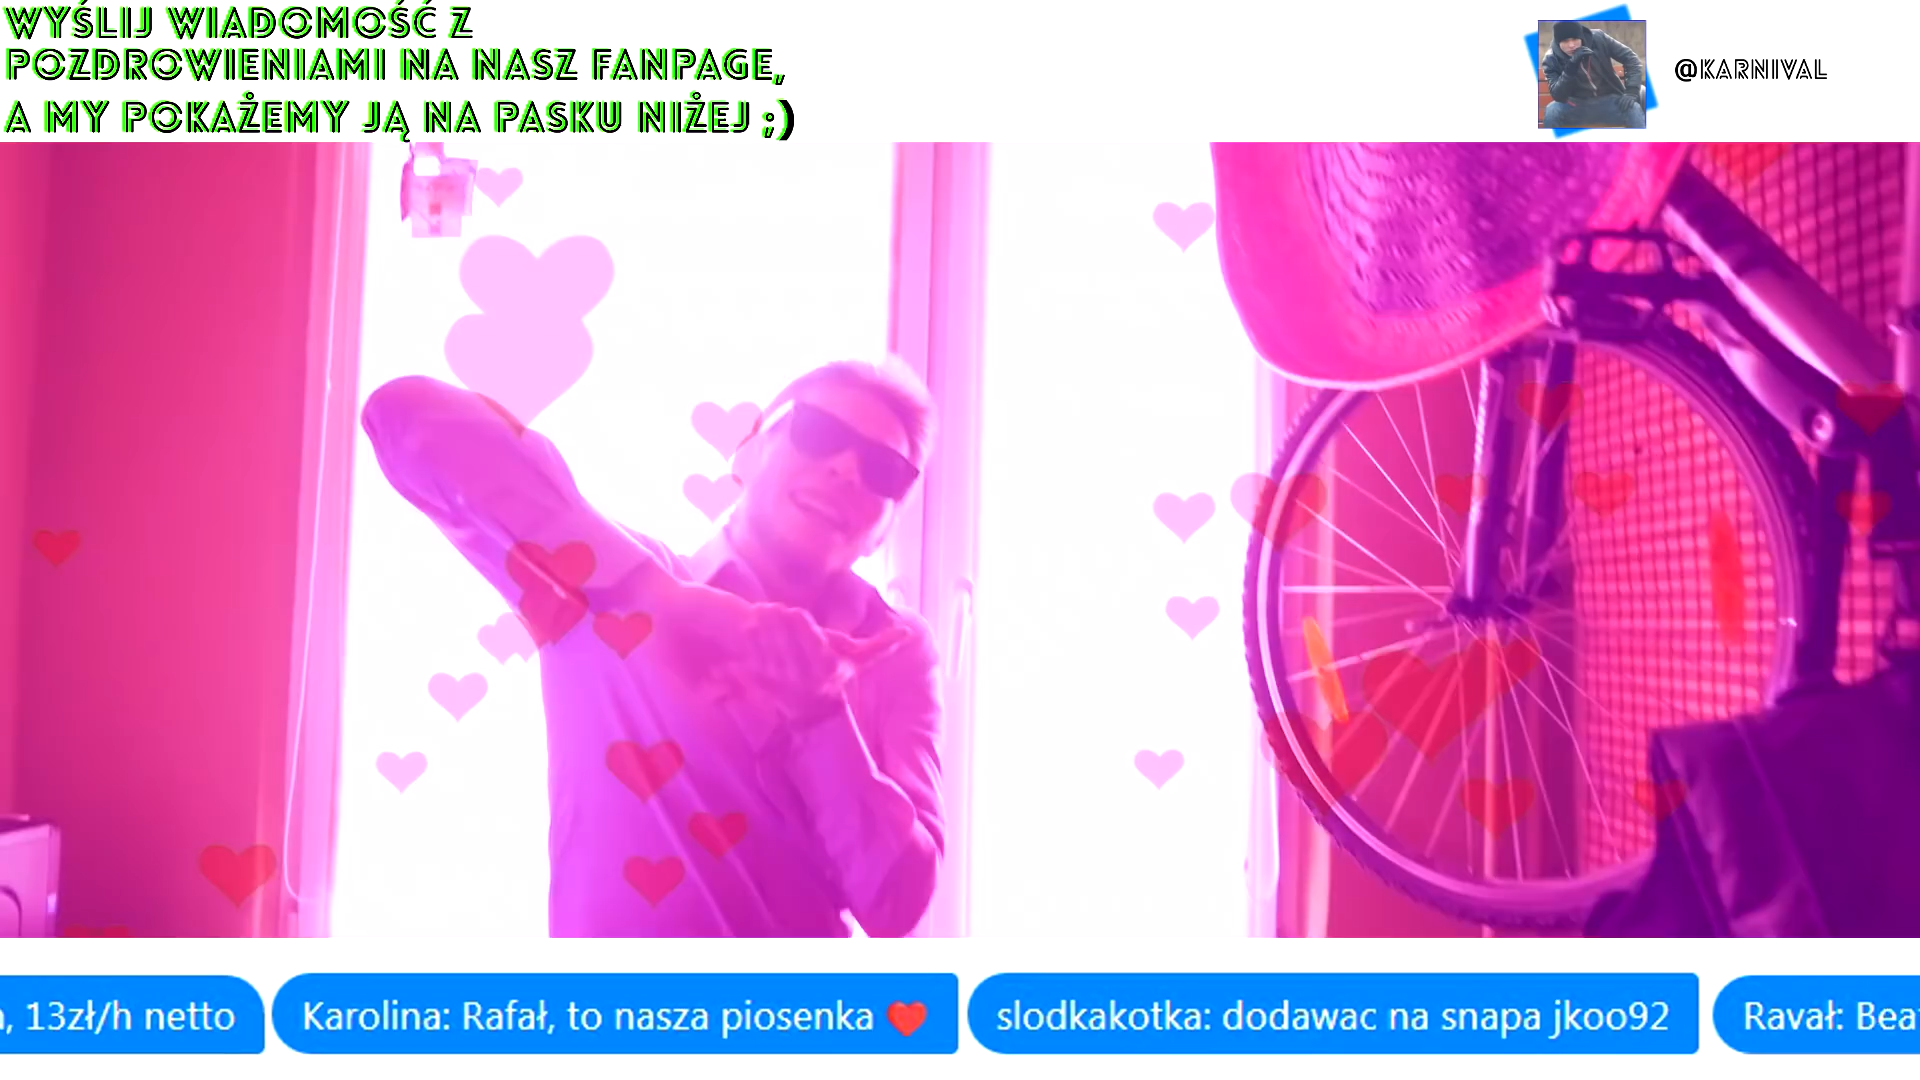 WYŚLIJ WIADOMOŚĆ Z
POZDROWIENIAMI NA NASZ FANPAGE,
A MY POKAŻEMY JĄ NA PASKU NIŻEJ ;)
@KARNIVAL
, 13zł/h netto
Karolina: Rafał, to nasza piosenka ❤
slodkakotka: dodawac na snapa jkoo92
Ravał: